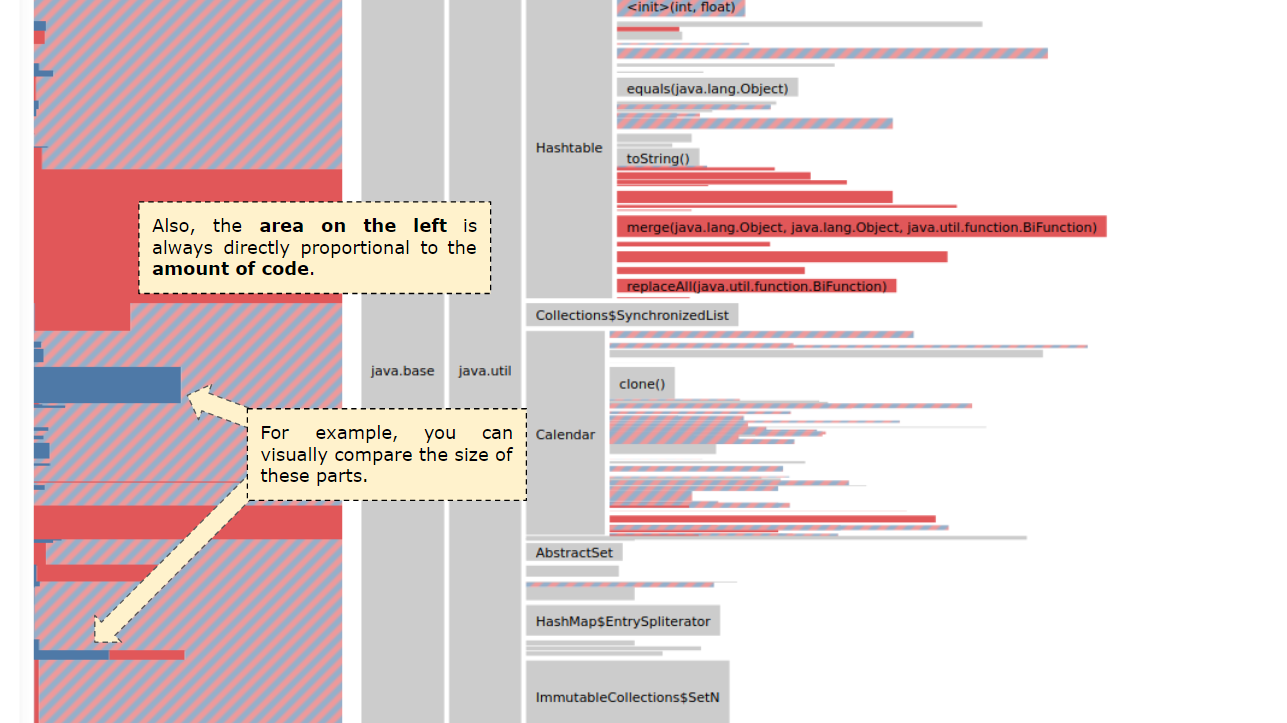 <init>(int, float)
equals(java.lang.Object)
Hashtable
toString()
Also, the area on the left is
always directly proportional to the
amount of code.
merge(java.lang.Object, java.lang.Object, java.util.function.BiFunction)
replaceAll(java.util.function.BiFunction)
Collections$SynchronizedList
java.base
java.util
clone()
For example, you can
visually compare the size of
these parts.
Calendar
AbstractSet
HashMap$EntrySpliterator
ImmutableCollections$SetN